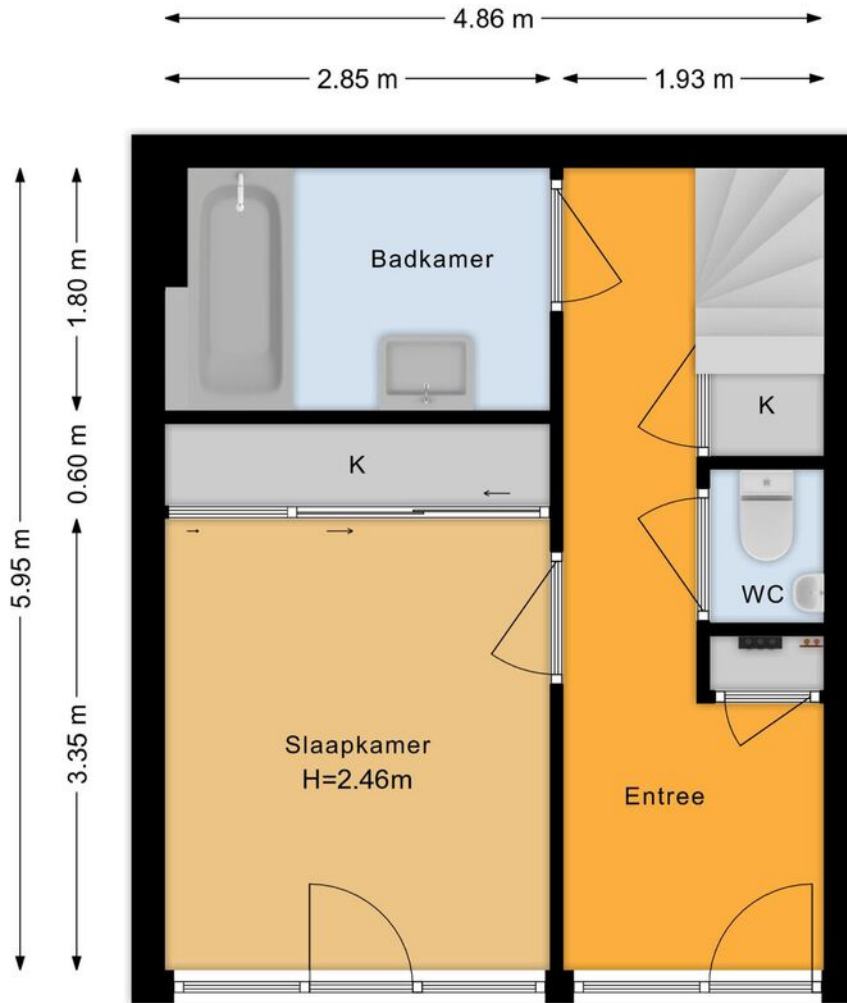 4.86 m
2.85 m
1.93 m
5.95 m
1.80 m
0.60 m
3.35 m
Badkamer
K
K
WC
Slaapkamer
H=2.46m
Entree